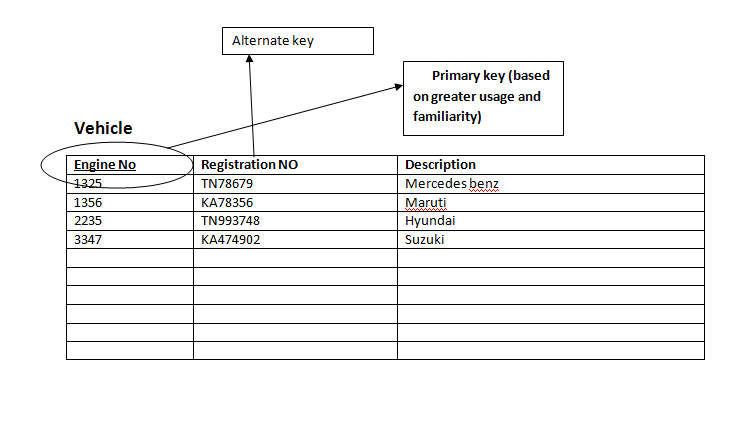 Alternate key
Primary key (based
on greater usage and
familiarity)
Vehicle
Engine No Registration NO Description
1325 TN78679 Mercedes benz
1356 KA78356 Maruti
2235 TN993748 Hyundai
3347 KA474902 Suzuki